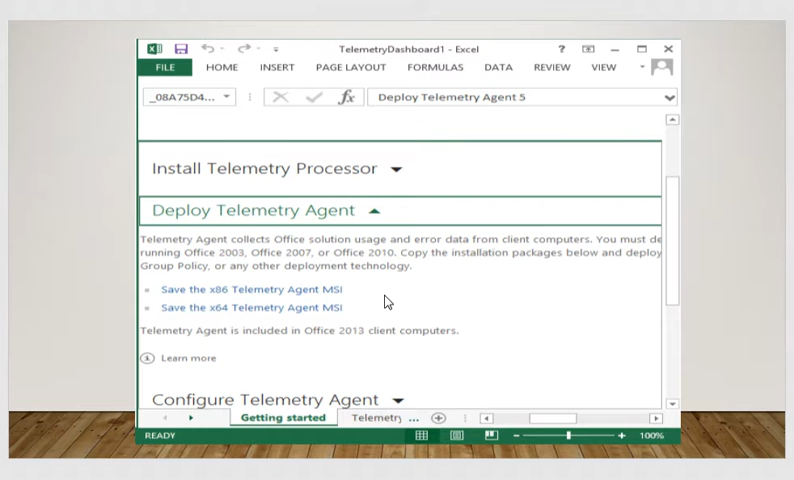 TelemetryDashboard1 - Excel
FILE HOME INSERT PAGE LAYOUT FORMULAS DATA REVIEW VIEW
_08A75D4... fx Deploy Telemetry Agent 5
Install Telemetry Processor
Deploy Telemetry Agent
Telemetry Agent collects Office solution usage and error data from client computers. You must de
running Office 2003, Office 2007, or Office 2010. Copy the installation packages below and deploy
Group Policy, or any other deployment technology.
Save the x86 Telemetry Agent MSI
Save the x64 Telemetry Agent MSI
Telemetry Agent is included in Office 2013 client computers.
Learn more
Configure Telemetry Agent
Getting started Telemetry ...
READY 100%